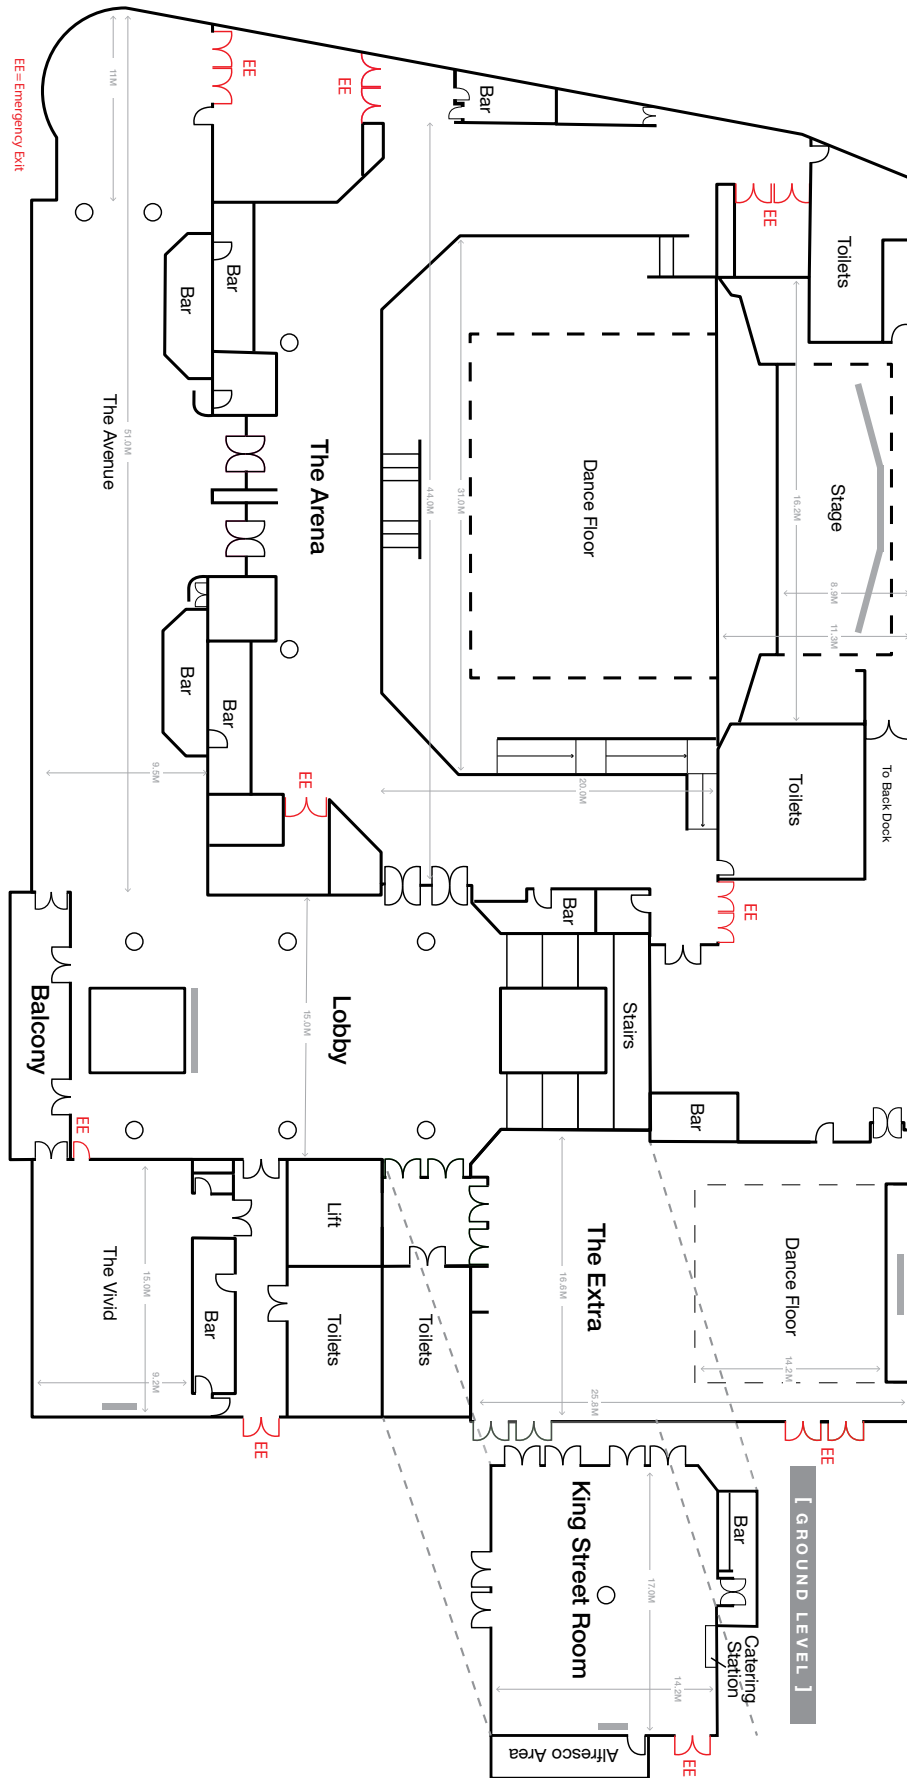 EE=Emergency Exit
11M
EE
EE
Bar
EE
Toilets
Bar
Bar
The Avenue
51.0M
The Arena
44.0M
31.0M
Dance Floor
16.2M
Stage
8.9M
11.3M
Bar
Bar
9.5M
EE
20.0M
Toilets
To Back Dock
EE
Bar
Balcony
Lobby
15.0M
Stairs
Bar
EE
The Vivid
15.0M
9.2M
Bar
Lift
Toilets
Toilets
EE
The Extra
16.6M
Dance Floor
14.2M
25.8M
EE
[ GROUND LEVEL ]
King Street Room
17.0M
14.2M
Bar
Catering
Station
Alfresco Area
EE